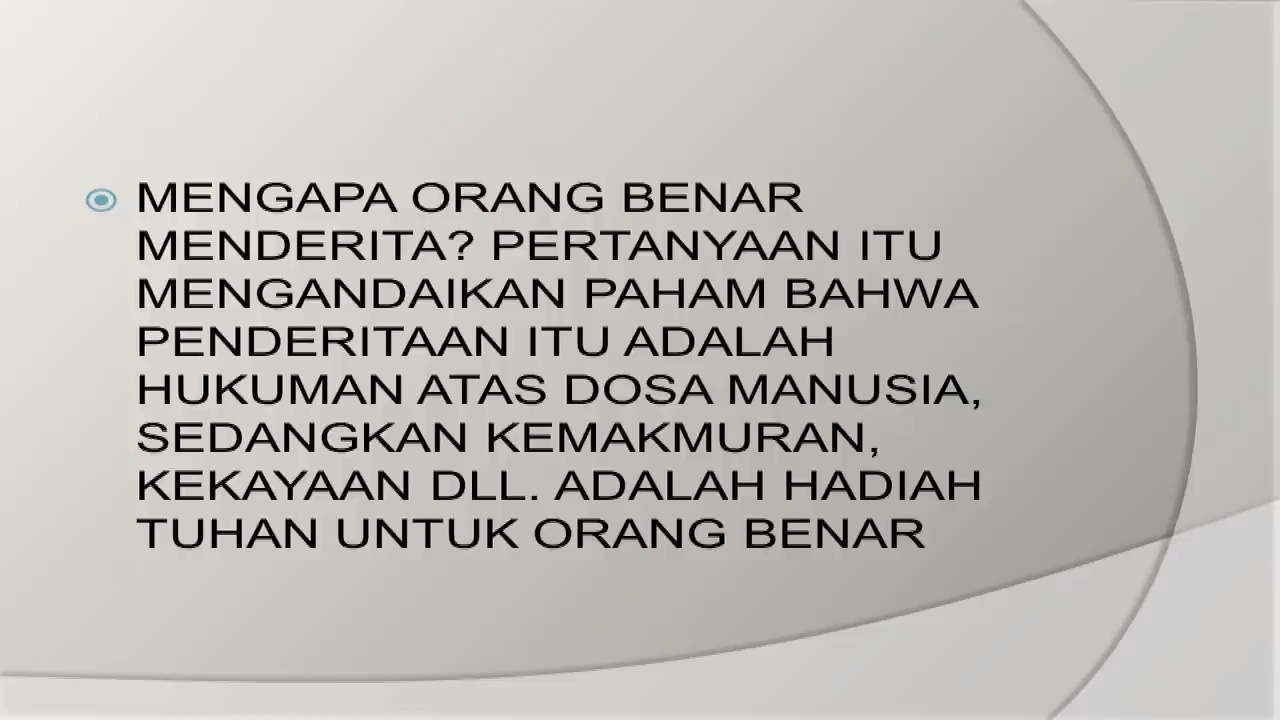 MENGAPA ORANG BENAR
MENDERITA? PERTANYAAN ITU
MENGANDAIKAN PAHAM BAHWA
PENDERITAAN ITU ADALAH
HUKUMAN ATAS DOSA MANUSIA,
SEDANGKAN KEMAKMURAN,
KEKAYAAN DLL. ADALAH HADIAH
TUHAN UNTUK ORANG BENAR